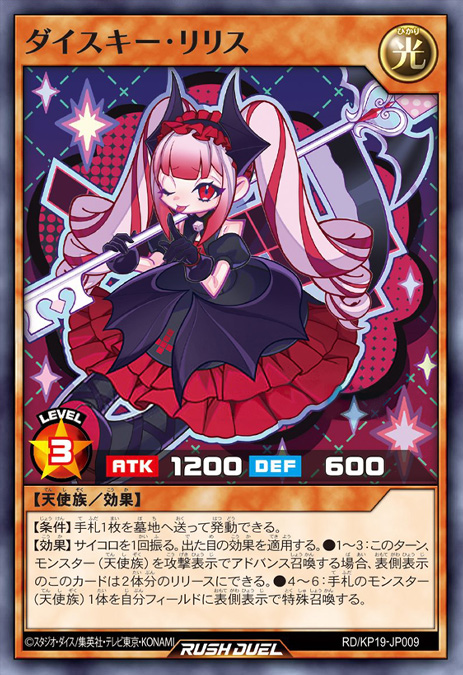 ダイスキー・リリス
ひかり
光
LEVEL
3
ATK 1200 DEF 600
【天使族／効果】
【条件】手札1枚を墓地へ送って発動できる。
【効果】サイコロを1回振る。出た目の効果を適用する。●1～3：このターン、
モンスター（天使族）を攻撃表示でアドバンス召喚する場合、表側表示
のこのカードは2体分のリリースにできる。●4～6：手札のモンスター
（天使族）1体を自分フィールドに表側表示で特殊召喚する。
©スタジオ・ダイス/集英社・テレビ東京・KONAMI
RUSH DUEL
RD/KP19-JP009